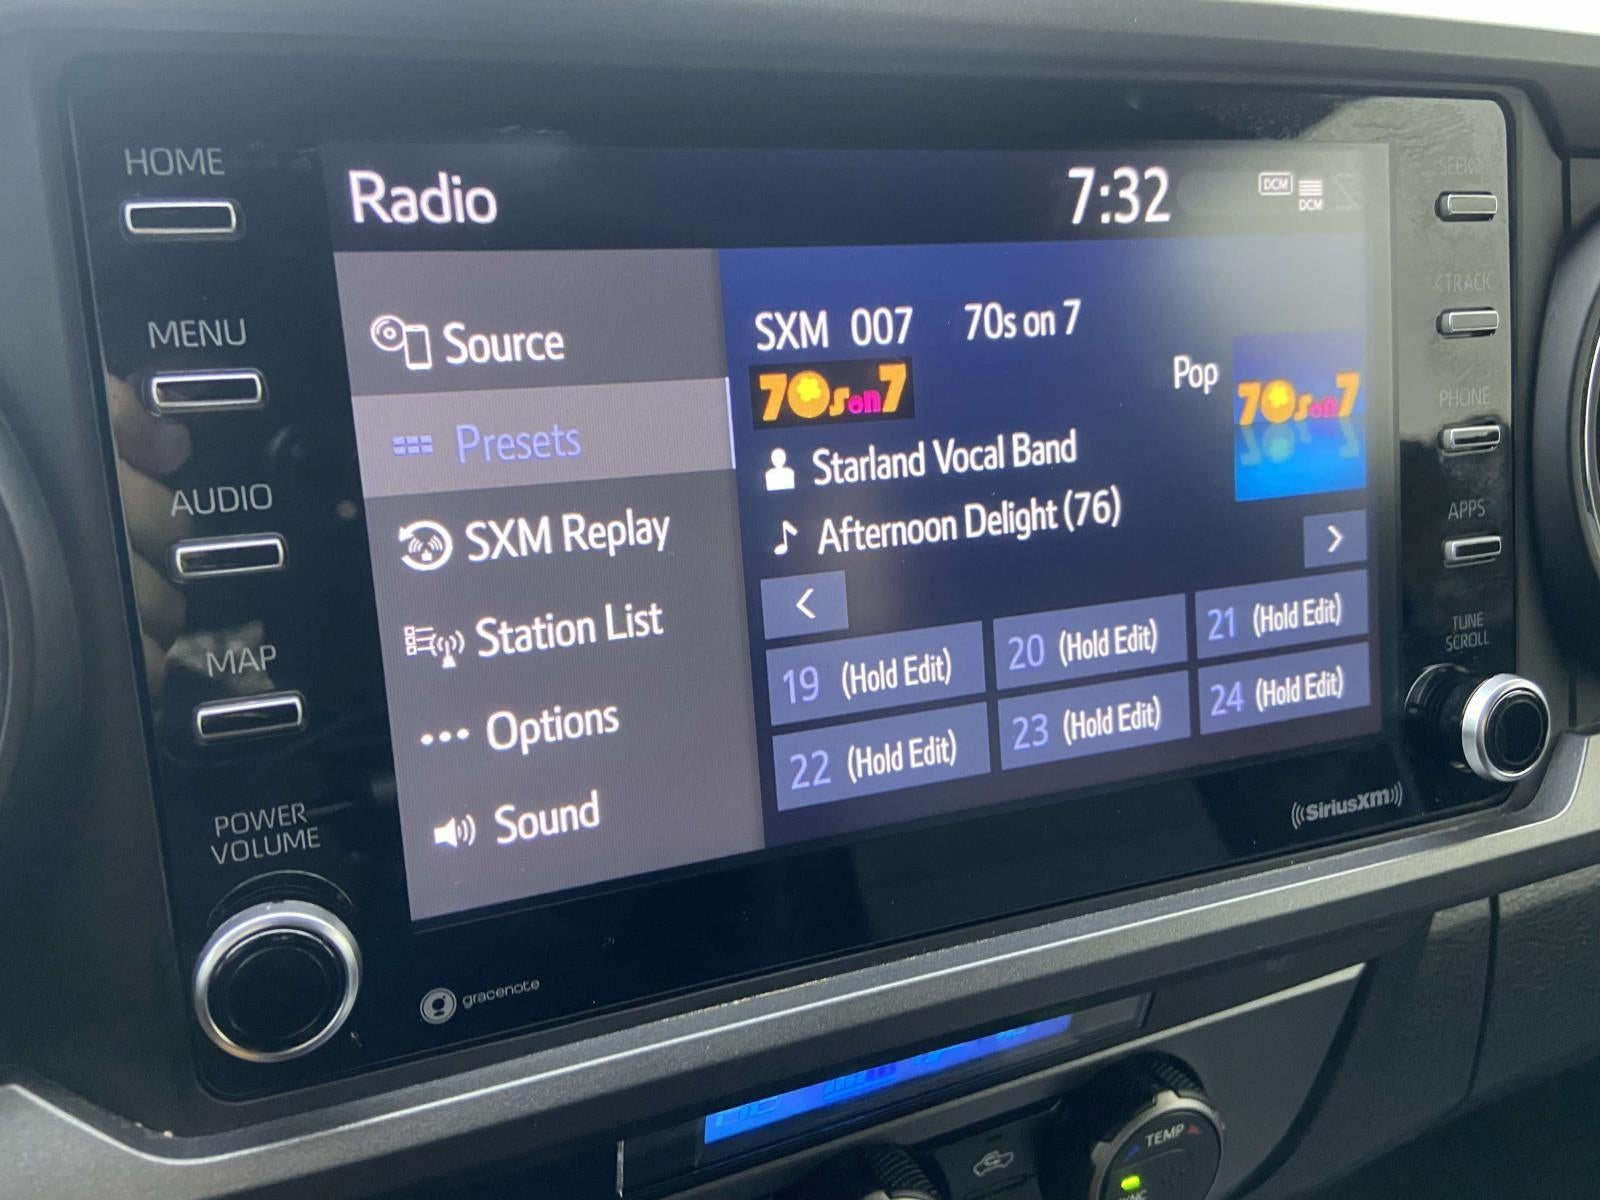 HOME
MENU
AUDIO
MAP
POWER
VOLUME
gracenote
Radio
7:32
DCM
DCM
Source
Presets
SXM Replay
Station List
Options
Sound
SXM 007 70s on 7
70s on 7
Pop
70s on 7
Starland Vocal Band
Afternoon Delight (76)
<
>
19 (Hold Edit)
20 (Hold Edit)
21 (Hold Edit)
22 (Hold Edit)
23 (Hold Edit)
24 (Hold Edit)
((SiriusXM))
SEEK>
<TRACK
PHONE
APPS
TUNE
SCROLL
TEMP